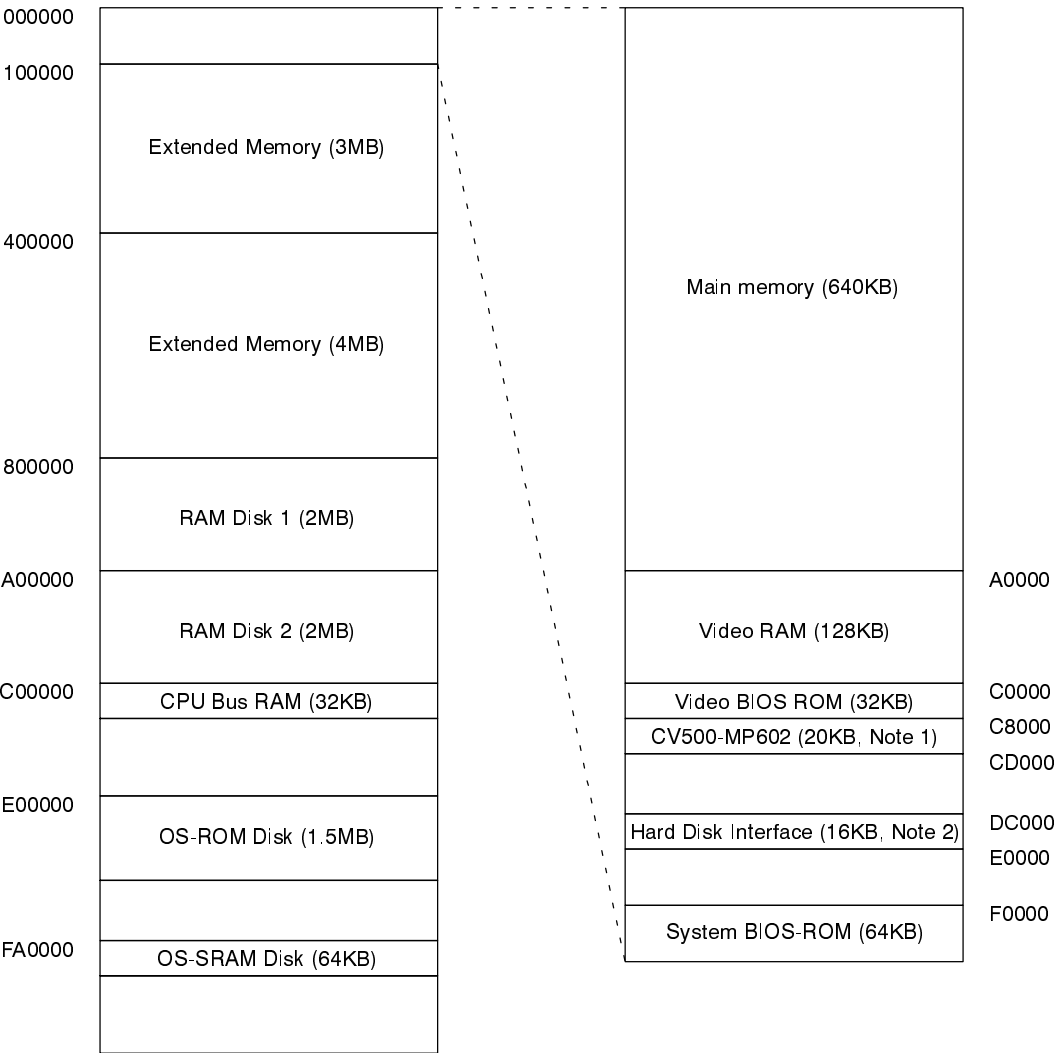 000000
100000
Extended Memory (3MB)
400000
Extended Memory (4MB)
800000
RAM Disk 1 (2MB)
A00000
RAM Disk 2 (2MB)
C00000
CPU Bus RAM (32KB)
E00000
OS-ROM Disk (1.5MB)
FA0000
OS-SRAM Disk (64KB)
Main memory (640KB)
A0000
Video RAM (128KB)
C0000
Video BIOS ROM (32KB)
C8000
CV500-MP602 (20KB, Note 1)
CD000
DC000
Hard Disk Interface (16KB, Note 2)
E0000
F0000
System BIOS-ROM (64KB)